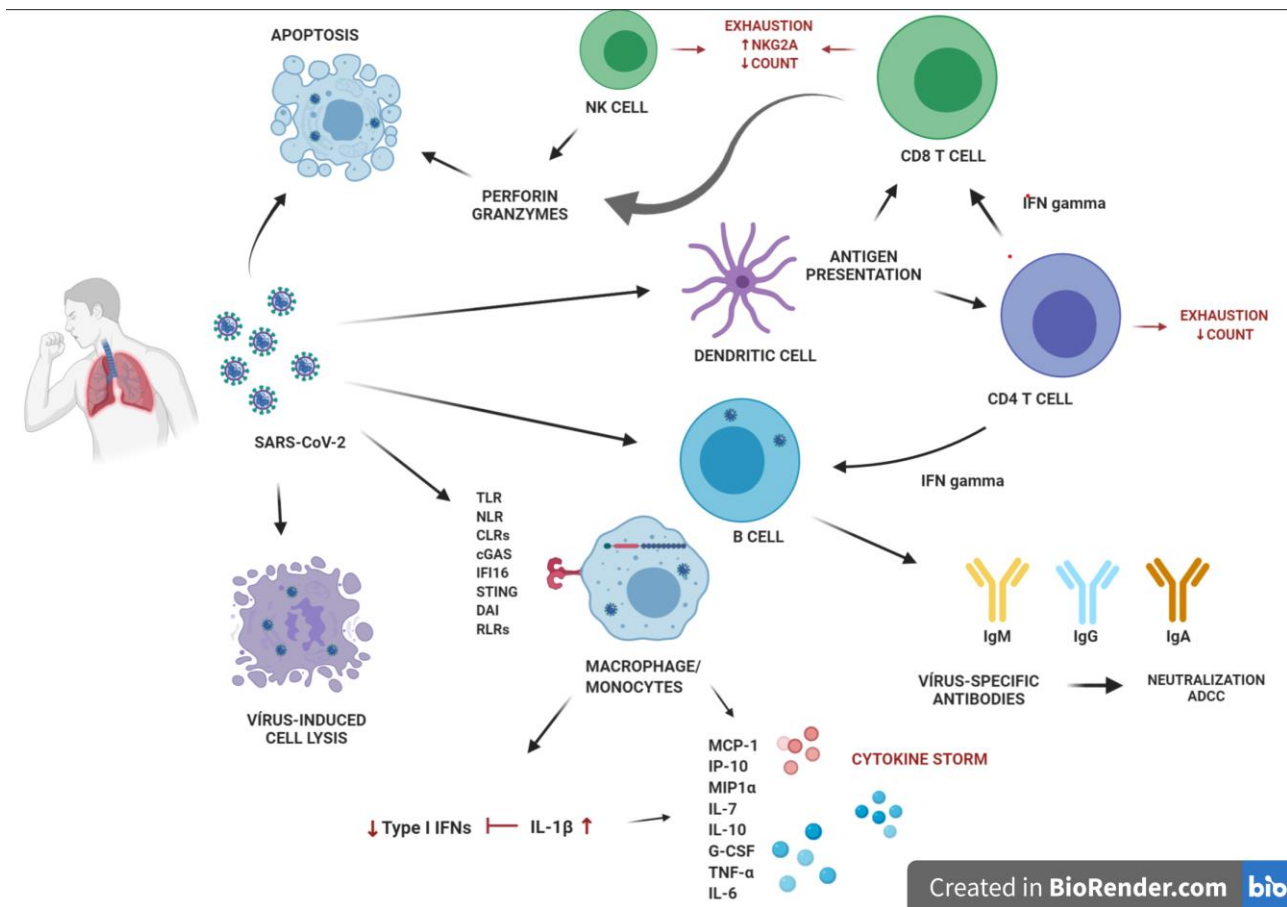 APOPTOSIS
EXHAUSTION
↑NKG2A
↓COUNT
NK CELL
CD8 T CELL
PERFORIN
GRANZYMES
IFN gamma
ANTIGEN
PRESENTATION
EXHAUSTION
↓COUNT
DENDRITIC CELL
CD4 T CELL
SARS-CoV-2
IFN gamma
TLR
NLR
CLRs
cGAS
IFI16
STING
DAI
RLRs
B CELL
IgM
IgG
IgA
MACROPHAGE/
MONOCYTES
VÍRUS-SPECIFIC
ANTIBODIES
NEUTRALIZATION
ADCC
VÍRUS-INDUCED
CELL LYSIS
MCP-1
IP-10
MIP1α
IL-7
IL-10
G-CSF
TNF-α
IL-6
CYTOKINE STORM
↓Type I IFNs
IL-1β ↑
Created in BioRender.com
bio